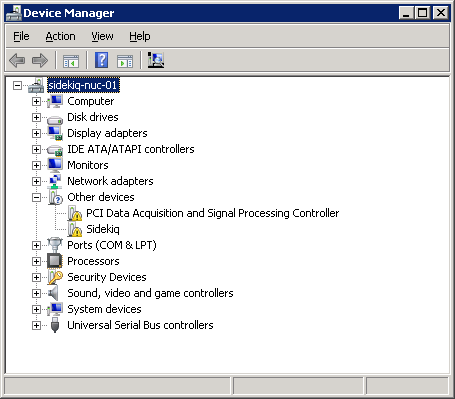 Device Manager
File Action View Help
sidekiq-nuc-01
Computer
Disk drives
Display adapters
IDE ATA/ATAPI controllers
Monitors
Network adapters
Other devices
PCI Data Acquisition and Signal Processing Controller
Sidekiq
Ports (COM & LPT)
Processors
Security Devices
Sound, video and game controllers
System devices
Universal Serial Bus controllers